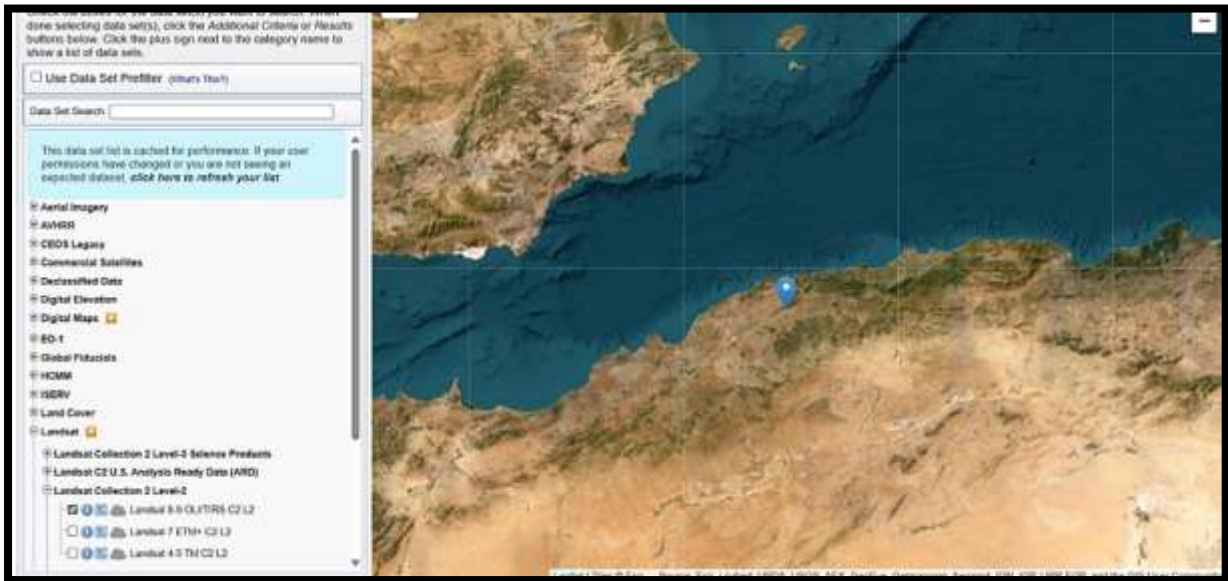 done selecting data set(s), click the Additional Criteria or Results
buttons below. Click the plus sign next to the category name to
show a list of data sets.
Use Data Set Prefilter (What's This?)
Data Set Search:
This data set list is cached for performance. If your user
permissions have changed or you are not seeing an
expected dataset, click here to refresh your list
Aerial Imagery
AVHRR
CEOS Legacy
Commercial Satellites
Declassified Data
Digital Elevation
Digital Maps
EO-1
Global Fiducials
HCMM
ISERV
Land Cover
Landsat
Landsat Collection 2 Level-3 Science Products
Landsat C2 U.S. Analysis Ready Data (ARD)
Landsat Collection 2 Level-2
Landsat 8-9 OLI/TIRS C2 L2
Landsat 7 ETM+ C2 L2
Landsat 4-5 TM C2 L2